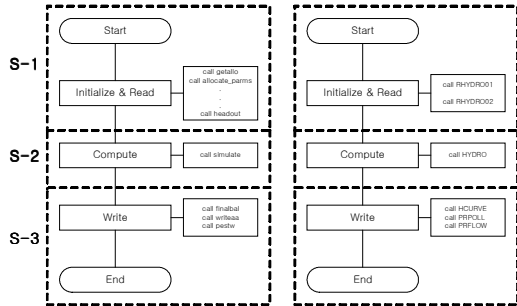 Start
Start
S-1
Initialize & Read
call getallo
call allocate_parms
.
.
.
call headout
Initialize & Read
call RHYDRO01
call RHYDRO02
S-2
Compute
call simulate
Compute
call HYDRO
Write
call finalbal
call writeaa
call pestw
Write
call HCURVE
call PRPOLL
call PRFLOW
S-3
End
End